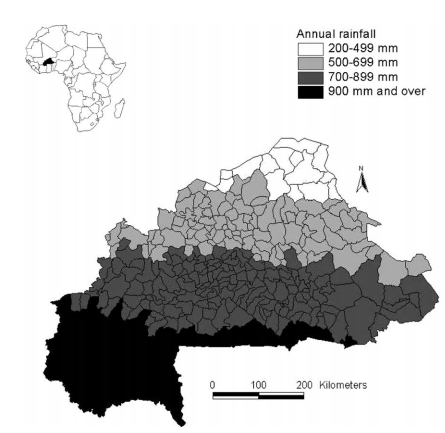 Annual rainfall
200-499 mm
500-699 mm
700-899 mm
900 mm and over
N
0 100 200 Kilometers